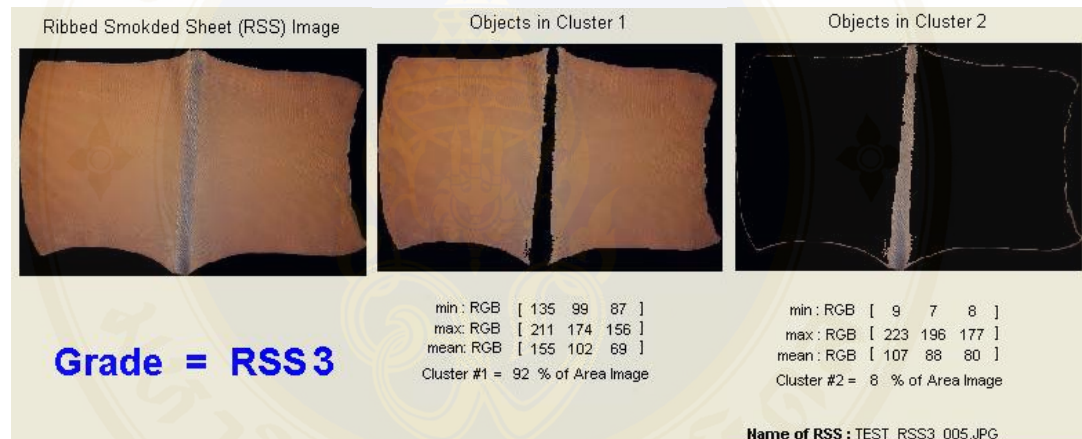 Ribbed Smokded Sheet (RSS) Image
Objects in Cluster 1
Objects in Cluster 2
min : RGB [ 135 99 87 ]
max: RGB [ 211 174 156 ]
mean: RGB [ 155 102 69 ]
Cluster #1 = 92 % of Area Image
min : RGB [ 9 7 8 ]
max : RGB [ 223 196 177 ]
mean : RGB [ 107 88 80 ]
Cluster #2 = 8 % of Area Image
Grade = RSS 3
Name of RSS : TEST_RSS3_005.JPG